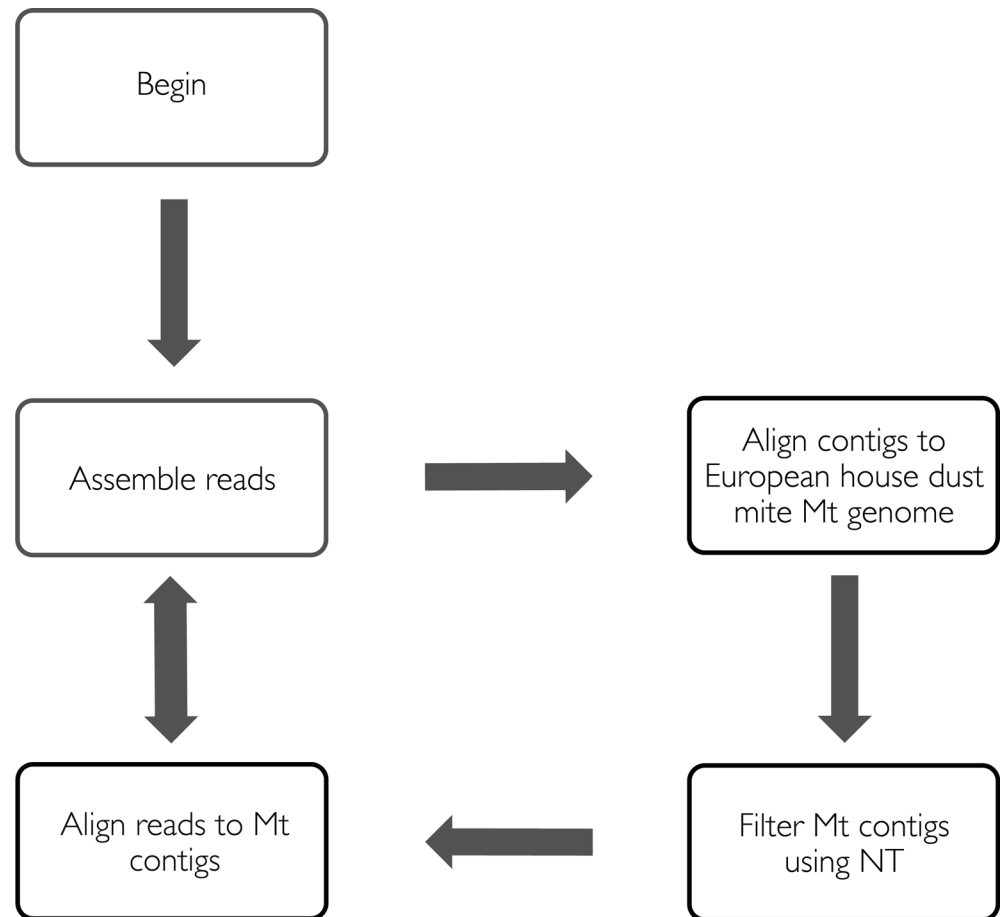 Begin
Assemble reads
Align contigs to
European house dust
mite Mt genome
Align reads to Mt
contigs
Filter Mt contigs
using NT